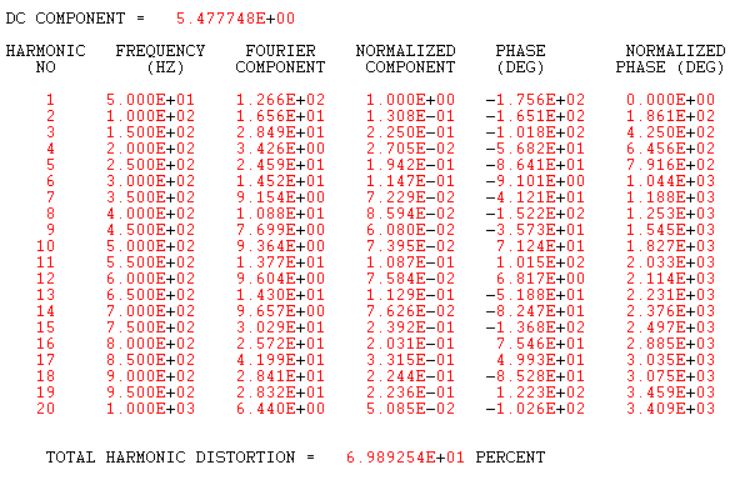 DC COMPONENT =   5.477748E+00
HARMONIC   FREQUENCY   FOURIER   NORMALIZED   PHASE   NORMALIZED
NO   (HZ)   COMPONENT   COMPONENT   (DEG)   PHASE (DEG)
1   5.000E+01   1.266E+02   1.000E+00   -1.756E+02   0.000E+00
2   1.000E+02   1.656E+01   1.308E-01   -1.651E+02   1.861E+02
3   1.500E+02   2.849E+01   2.250E-01   -1.018E+02   4.250E+02
4   2.000E+02   3.426E+00   2.705E-02   -5.682E+01   6.456E+02
5   2.500E+02   2.459E+01   1.942E-01   -8.641E+01   7.916E+02
6   3.000E+02   1.452E+01   1.147E-01   -9.101E+00   1.044E+03
7   3.500E+02   9.154E+00   7.229E-02   -4.121E+01   1.188E+03
8   4.000E+02   1.088E+01   8.594E-02   -1.522E+02   1.253E+03
9   4.500E+02   7.699E+00   6.080E-02   -3.573E+01   1.545E+03
10   5.000E+02   9.364E+00   7.395E-02   7.124E+01   1.827E+03
11   5.500E+02   1.377E+01   1.087E-01   1.015E+02   2.033E+03
12   6.000E+02   9.604E+00   7.584E-02   6.817E+00   2.114E+03
13   6.500E+02   1.430E+01   1.129E-01   -5.188E+01   2.231E+03
14   7.000E+02   9.657E+00   7.626E-02   -8.247E+01   2.376E+03
15   7.500E+02   3.029E+01   2.392E-01   -1.368E+02   2.497E+03
16   8.000E+02   2.572E+01   2.031E-01   7.546E+01   2.885E+03
17   8.500E+02   4.199E+01   3.315E-01   4.993E+01   3.035E+03
18   9.000E+02   2.841E+01   2.244E-01   -8.528E+01   3.075E+03
19   9.500E+02   2.832E+01   2.236E-01   1.223E+02   3.459E+03
20   1.000E+03   6.440E+00   5.085E-02   -1.026E+02   3.409E+03
TOTAL HARMONIC DISTORTION =   6.989254E+01 PERCENT